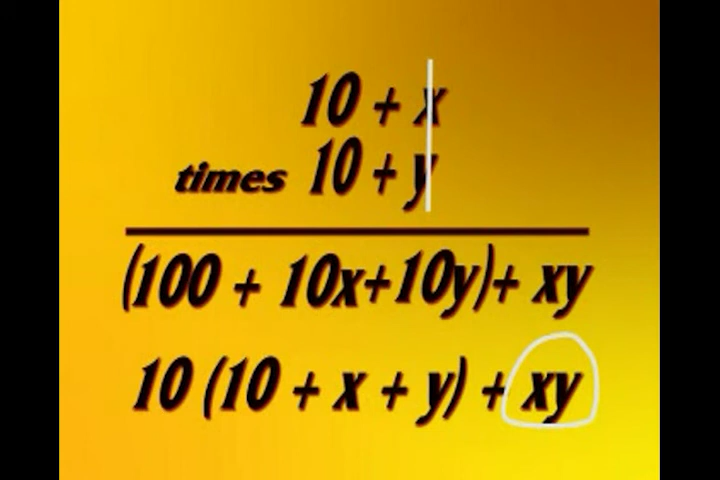 10 + x
times 10 + y
(100 + 10x+10y)+ xy
10 (10 + x + y) + xy